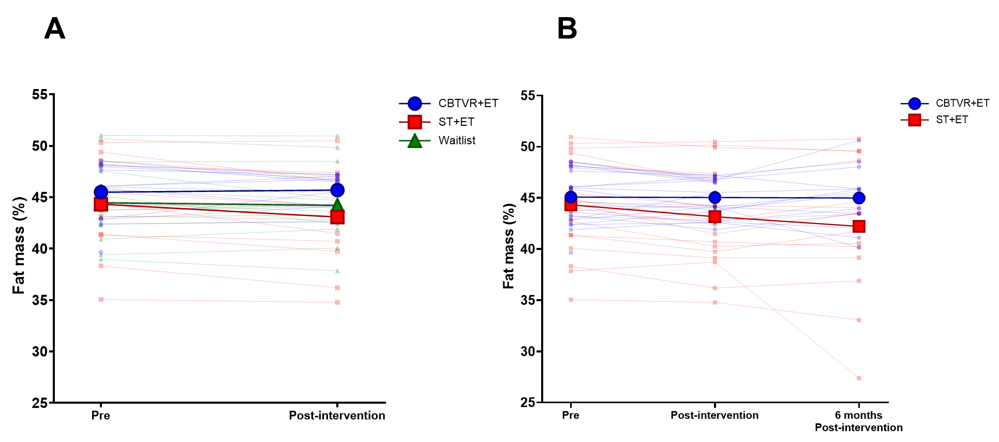 A
Fat mass (%)
55
50
45
40
35
30
25
Pre
Post-intervention
CBTVR+ET
ST+ET
Waitlist
B
Fat mass (%)
55
50
45
40
35
30
25
Pre
Post-intervention
6 months
Post-intervention
CBTVR+ET
ST+ET